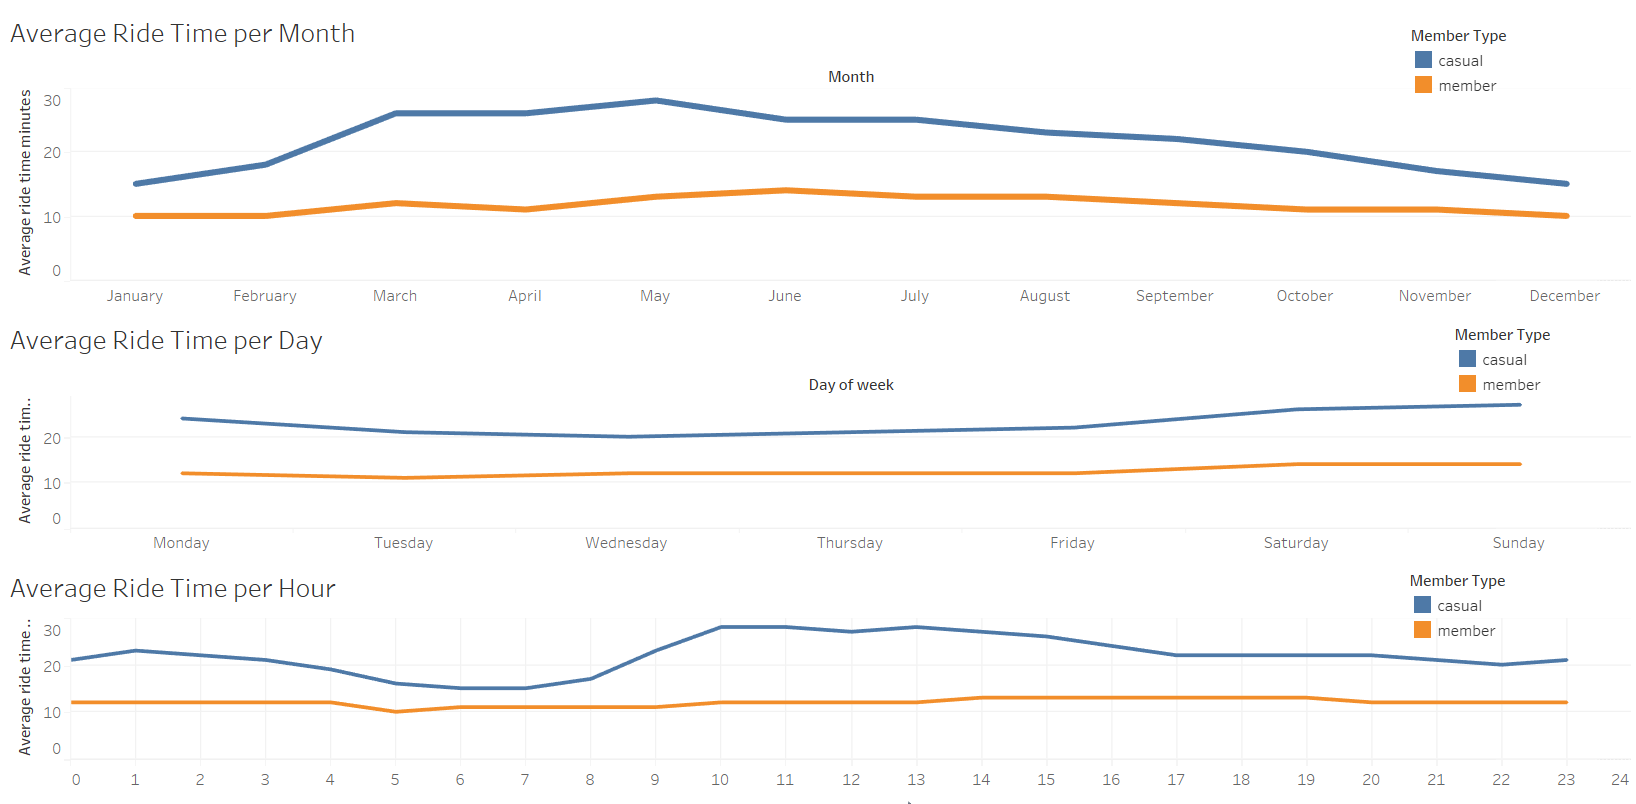 Average Ride Time per Month
Member Type
casual
member
Month
Average ride time minutes
30
20
10
0
January February March April May June July August September October November December
Average Ride Time per Day
Member Type
casual
member
Day of week
Average ride tim..
20
10
0
Monday Tuesday Wednesday Thursday Friday Saturday Sunday
Average Ride Time per Hour
Member Type
casual
member
Average ride time..
30
20
10
0
0 1 2 3 4 5 6 7 8 9 10 11 12 13 14 15 16 17 18 19 20 21 22 23 24